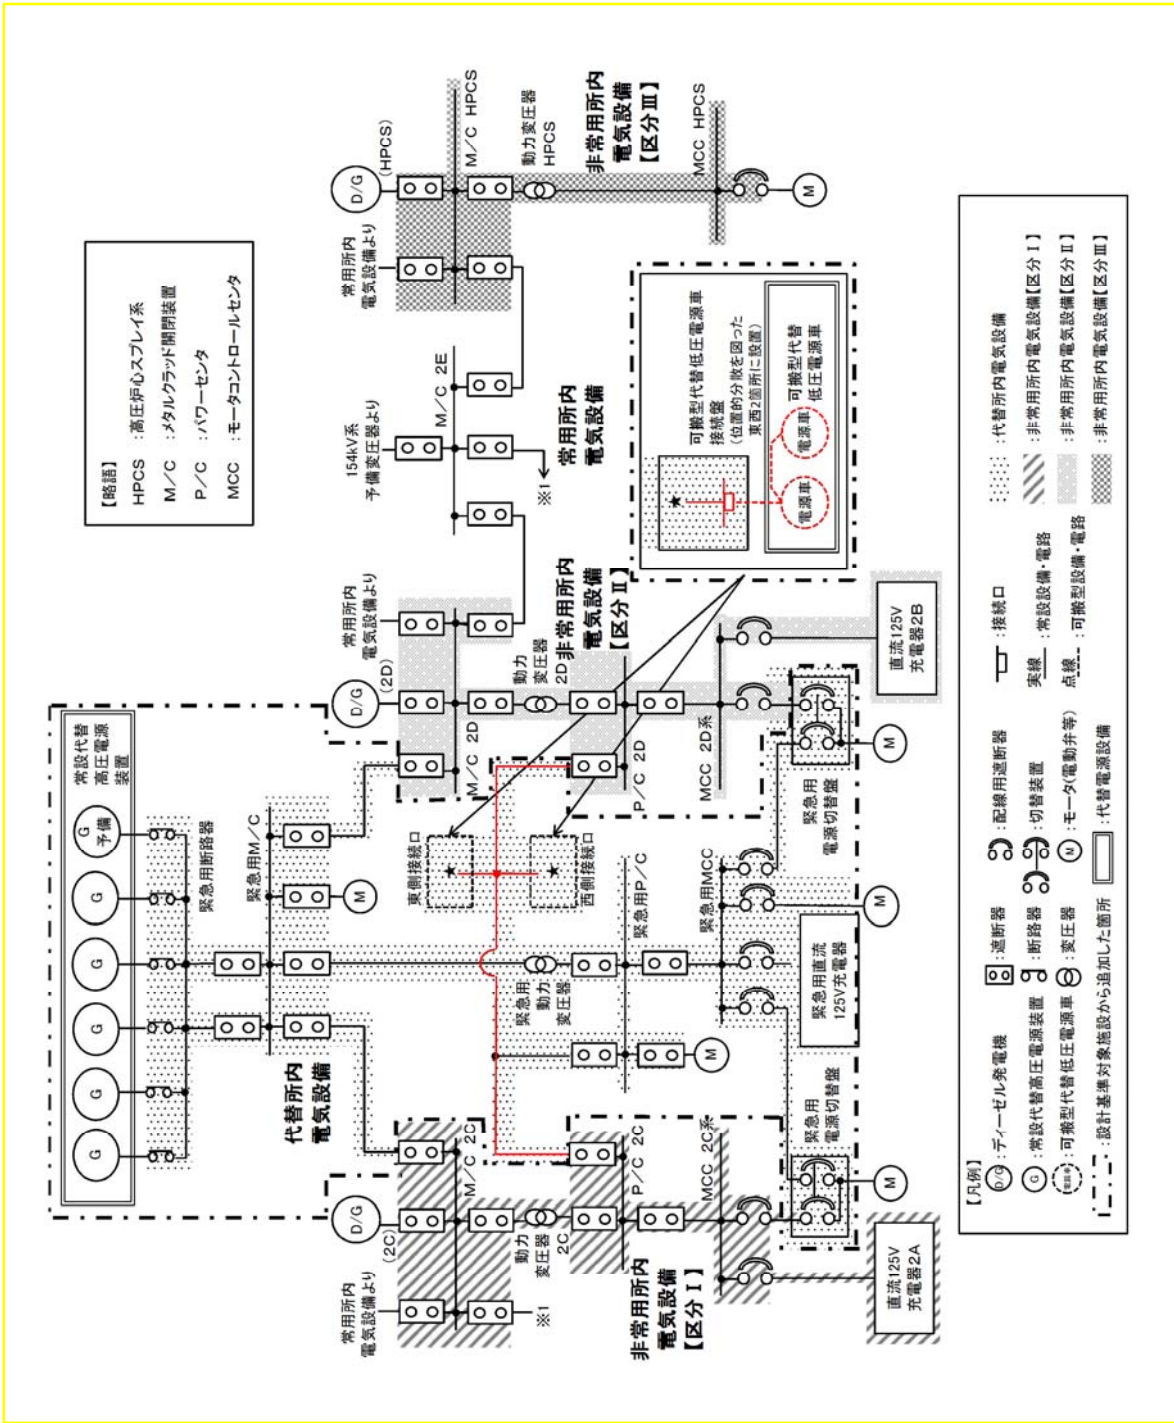 【略語】
HPCS :高圧炉心スプレイ系
M/C :メタルクラッド開閉装置
P/C :パワーセンタ
MCC :モータコントロールセンタ
常設代替
高圧電源
装置
G
G
G
G
G
G
予備
緊急用断路器
緊急用M/C
M
代替所内
電気設備
常用所内
電気設備より
D/G
(2C)
M/C 2C
※1
動力
変圧器
2C
P/C 2C
非常用所内
電気設備
【区分Ⅰ】
MCC 2C系
緊急用
電源切替盤
M
直流125V
充電器2A
東側接続口
★
西側接続口
★
緊急用
動力
変圧器
緊急用P/C
M
緊急用MCC
緊急用直流
125V充電器
M
D/G
(2D)
常用所内
電気設備より
M/C 2D
動力
変圧器
2D
非常用所内
電気設備
【区分Ⅱ】
P/C 2D
MCC 2D系
緊急用
電源切替盤
M
直流125V
充電器2B
154kV系
予備変圧器より
M/C 2E
※1
常用所内
電気設備
常用所内
電気設備より
D/G
(HPCS)
M/C HPCS
動力変圧器
HPCS
非常用所内
電気設備
【区分Ⅲ】
MCC HPCS
M
可搬型代替低圧電源車
接続盤
(位置的分散を図った
東西2箇所に設置)
★
可搬型代替
低圧電源車
電源車
電源車
【凡例】
D/G :ディーゼル発電機
:遮断器
:配線用遮断器
:接続口
:代替所内電気設備
G :常設代替高圧電源装置
:断路器
:切替装置
実線 :常設設備・電路
:非常用所内電気設備【区分Ⅰ】
電源車 :可搬型代替低圧電源車
:変圧器
M :モータ(電動弁等)
点線 :可搬型設備・電路
:非常用所内電気設備【区分Ⅱ】
:設計基準対象施設から追加した箇所
:代替電源設備
:非常用所内電気設備【区分Ⅲ】